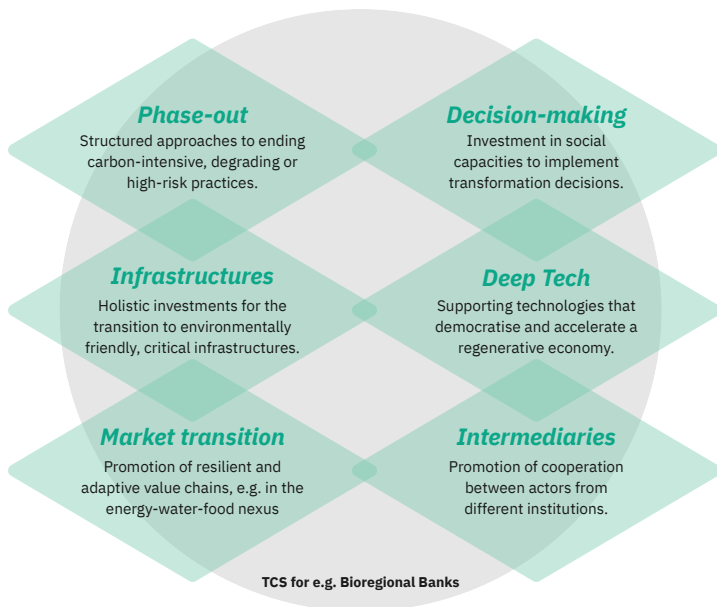 Phase-out
Structured approaches to ending
carbon-intensive, degrading or
high-risk practices.
Decision-making
Investment in social
capacities to implement
transformation decisions.
Infrastructures
Holistic investments for the
transition to environmentally
friendly, critical infrastructures.
Deep Tech
Supporting technologies that
democratise and accelerate a
regenerative economy.
Market transition
Promotion of resilient and
adaptive value chains, e.g. in the
energy-water-food nexus
Intermediaries
Promotion of cooperation
between actors from
different institutions.
TCS for e.g. Bioregional Banks